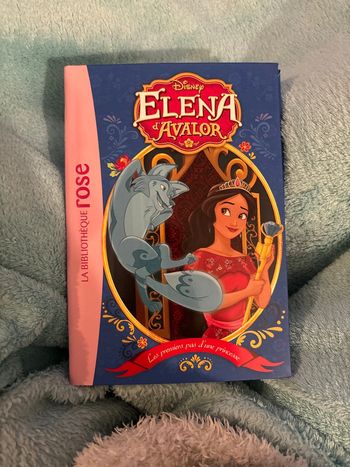 Disney
ELENA
d'AVALOR
LA BIBLIOTHÈQUE rose
Les premiers pas d'une princesse